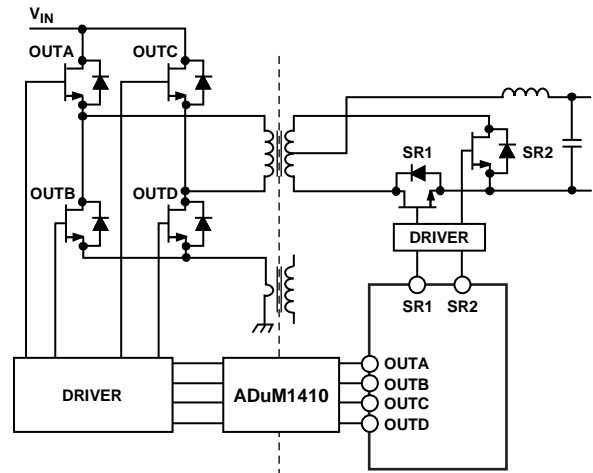 VIN
OUTA
OUTC
OUTB
OUTD
SR1
SR2
DRIVER
SR1 SR2
DRIVER
ADuM1410
OUTA
OUTB
OUTC
OUTD